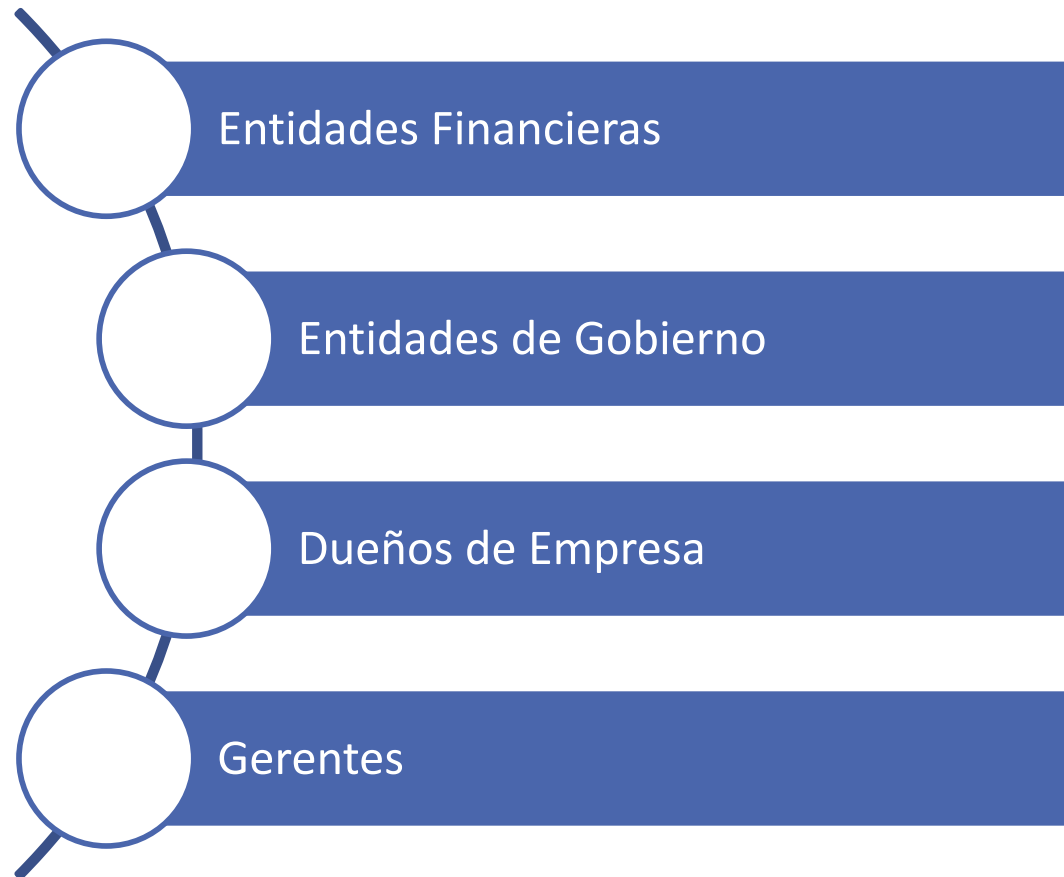 Entidades Financieras
Entidades de Gobierno
Dueños de Empresa
Gerentes